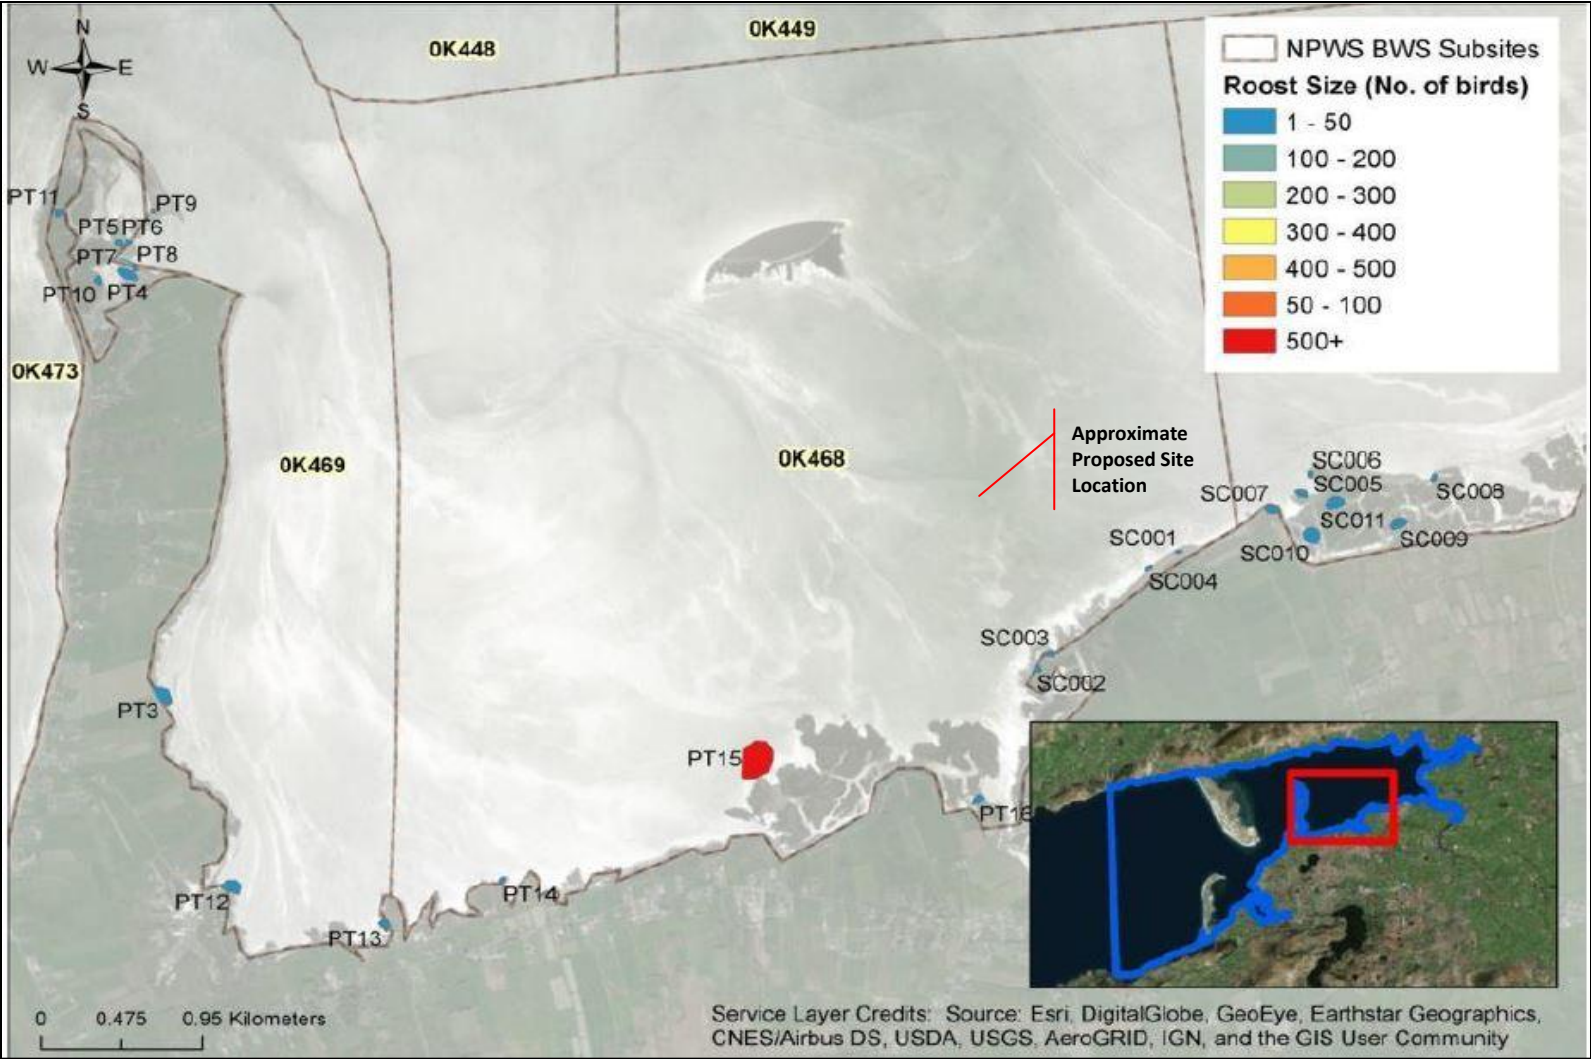 N
W E
S
0K448
0K449
NPWS BWS Subsites
Roost Size (No. of birds)
1 - 50
100 - 200
200 - 300
300 - 400
400 - 500
50 - 100
500+
PT11
PT9
PT5 PT6
PT7 PT8
PT10 PT4
0K473
0K469
0K468
Approximate
Proposed Site
Location
SC006
SC005
SC007
SC008
SC011
SC001
SC010
SC009
SC004
SC003
SC002
PT3
PT15
PT16
PT12
PT14
PT13
0 0.475 0.95 Kilometers
Service Layer Credits: Source: Esri, DigitalGlobe, GeoEye, Earthstar Geographics,
CNES/Airbus DS, USDA, USGS, AeroGRID, IGN, and the GIS User Community